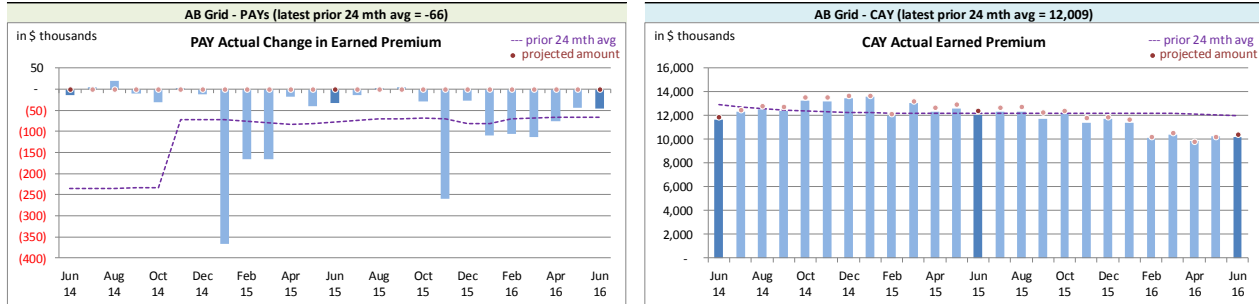 AB Grid - PAYs (latest prior 24 mth avg = -66)
in $ thousands
PAY Actual Change in Earned Premium
prior 24 mth avg
projected amount
50
-
(50)
(100)
(150)
(200)
(250)
(300)
(350)
(400)
Jun Aug Oct Dec Feb Apr Jun Aug Oct Dec Feb Apr Jun
14 14 14 14 15 15 15 15 15 15 16 16 16
AB Grid - CAY (latest prior 24 mth avg = 12,009)
in $ thousands
CAY Actual Earned Premium
prior 24 mth avg
projected amount
16,000
14,000
12,000
10,000
8,000
6,000
4,000
2,000
-
Jun Aug Oct Dec Feb Apr Jun Aug Oct Dec Feb Apr Jun
14 14 14 14 15 15 15 15 15 15 16 16 16